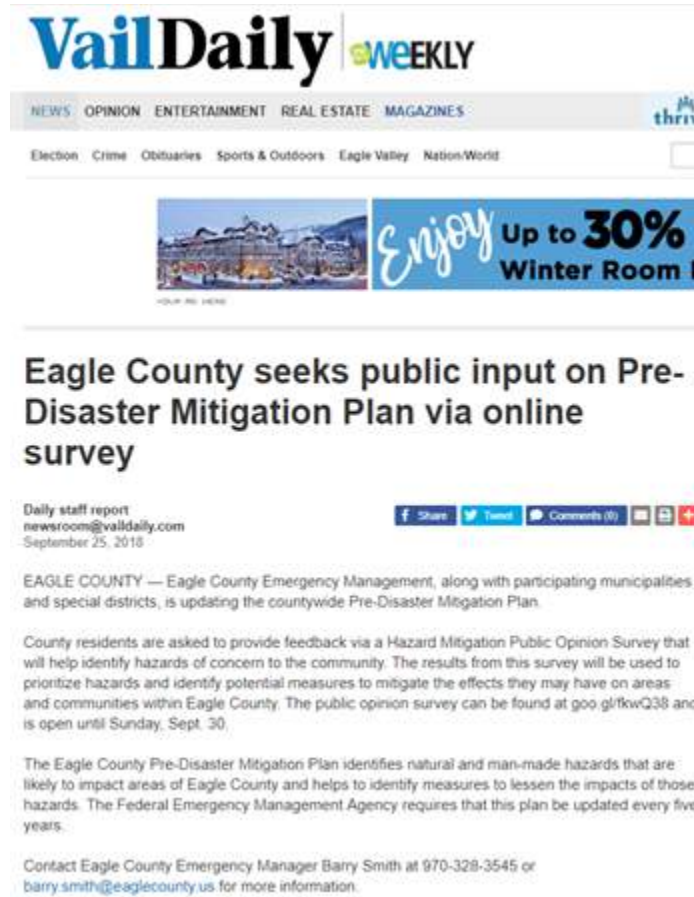 VailDaily WEEKLY
NEWS OPINION ENTERTAINMENT REAL ESTATE MAGAZINES
Election Crime Obituaries Sports & Outdoors Eagle Valley Nation/World
Enjoy Up to 30%
Winter Room
YOUR AD HERE
Eagle County seeks public input on Pre-
Disaster Mitigation Plan via online
survey
Daily staff report
newsroom@vaildaily.com
September 25, 2018
Share Tweet Comments (0)
EAGLE COUNTY — Eagle County Emergency Management, along with participating municipalities
and special districts, is updating the countywide Pre-Disaster Mitigation Plan.
County residents are asked to provide feedback via a Hazard Mitigation Public Opinion Survey that
will help identify hazards of concern to the community. The results from this survey will be used to
prioritize hazards and identify potential measures to mitigate the effects they may have on areas
and communities within Eagle County. The public opinion survey can be found at goo.gl/fkwQ38 and
is open until Sunday, Sept. 30.
The Eagle County Pre-Disaster Mitigation Plan identifies natural and man-made hazards that are
likely to impact areas of Eagle County and helps to identify measures to lessen the impacts of those
hazards. The Federal Emergency Management Agency requires that this plan be updated every five
years.
Contact Eagle County Emergency Manager Barry Smith at 970-328-3545 or
barry.smith@eaglecounty.us for more information.